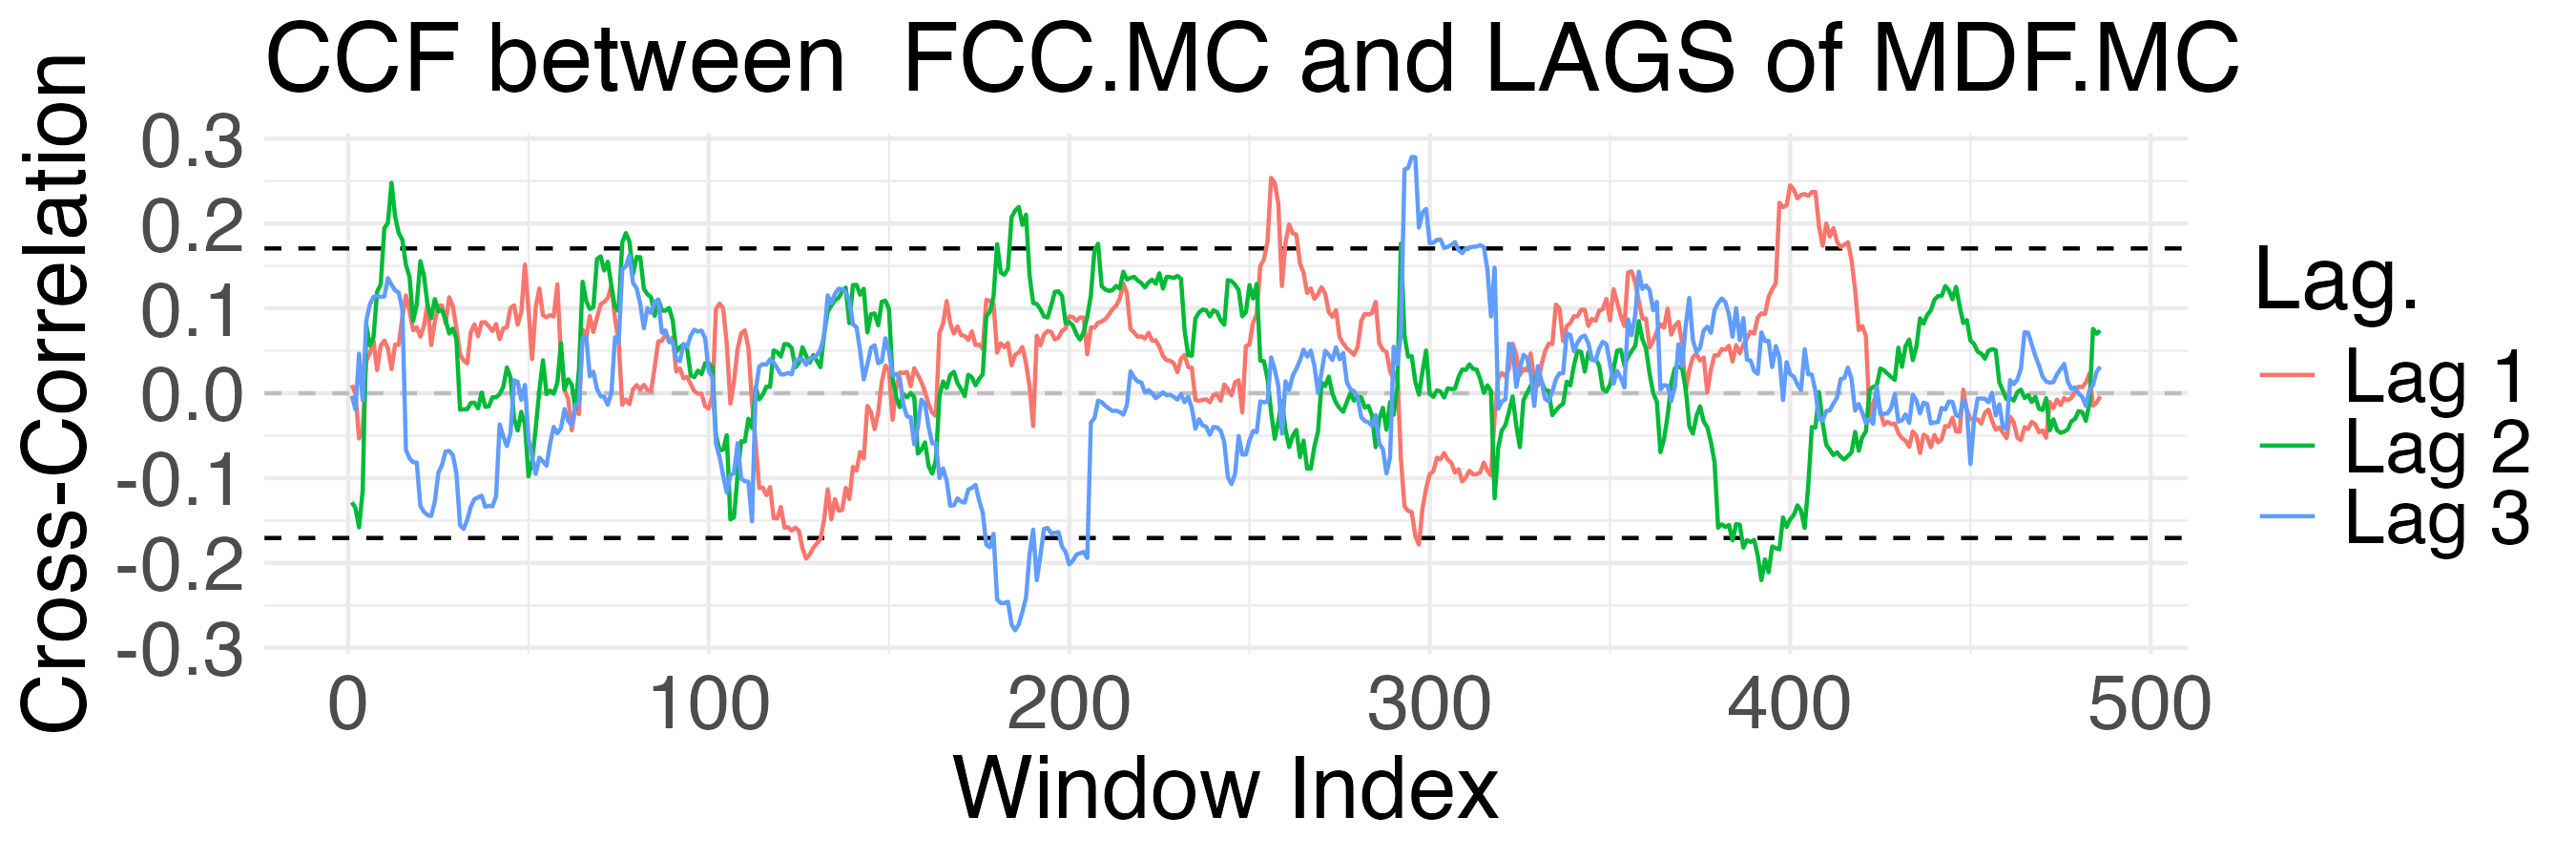 CCF between  FCC.MC and LAGS of MDF.MC
Cross-Correlation
0.3
0.2
0.1
0.0
-0.1
-0.2
-0.3
0 100 200 300 400 500
Window Index
Lag.
Lag 1
Lag 2
Lag 3